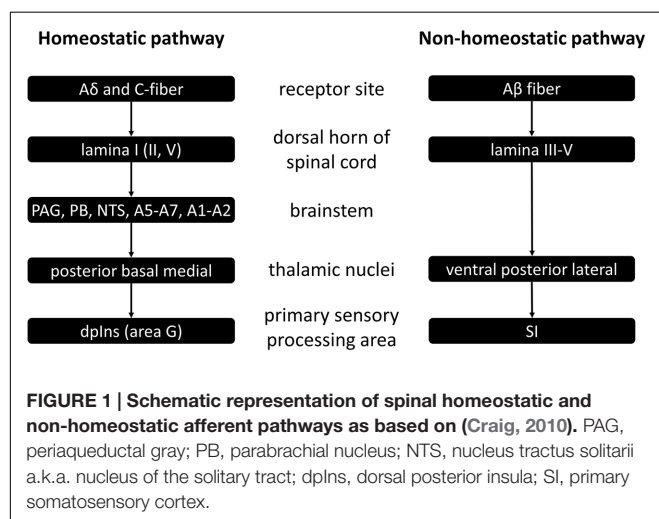 Homeostatic pathway
Non-homeostatic pathway
Aδ and C-fiber
receptor site
Aβ fiber
lamina I (II, V)
dorsal horn of
spinal cord
lamina III-V
PAG, PB, NTS, A5-A7, A1-A2
brainstem
posterior basal medial
thalamic nuclei
ventral posterior lateral
dpIns (area G)
primary sensory
processing area
SI
FIGURE 1 | Schematic representation of spinal homeostatic and
non-homeostatic afferent pathways as based on (Craig, 2010). PAG,
periaqueductal gray; PB, parabrachial nucleus; NTS, nucleus tractus solitarii
a.k.a. nucleus of the solitary tract; dpIns, dorsal posterior insula; SI, primary
somatosensory cortex.